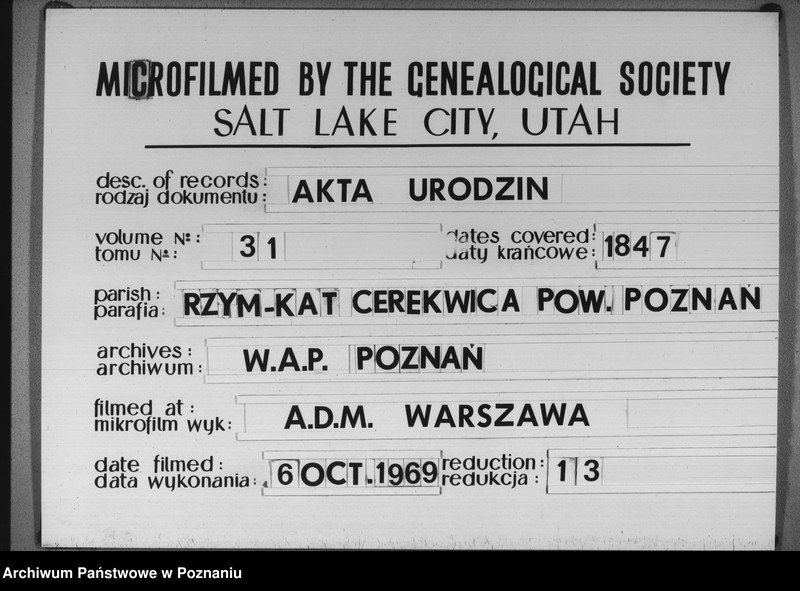 MICROFILMED BY THE GENEALOGICAL SOCIETY
SALT LAKE CITY, UTAH
desc. of records: AKTA URODZIN
rodzaj dokumentu:
volume No: 31 dates covered: 1847
tomu No: daty krańcowe:
parish: RZYM-KAT CEREKWICA POW. POZNAŃ
parafia:
archives: W.A.P. POZNAŃ
archiwum:
filmed at: A.D.M. WARSZAWA
mikrofilm wyk:
date filmed: 6 OCT. 1969 reduction: 13
data wykonania: redukcja:
Archiwum Państwowe w Poznaniu